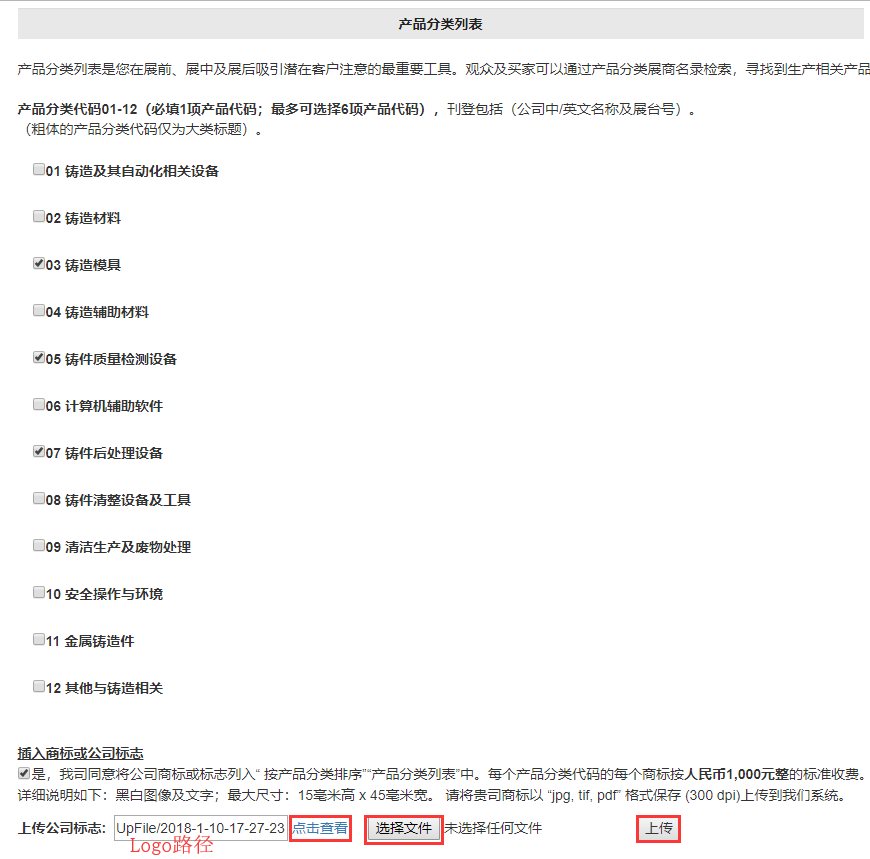 产品分类列表
产品分类列表是您在展前、展中及展后吸引潜在客户注意的最重要工具。观众及买家可以通过产品分类展商名录检索，寻找到生产相关产品
产品分类代码01-12（必填1项产品代码；最多可选择6项产品代码），刊登包括（公司中/英文名称及展台号）。
（粗体的产品分类代码仅为大类标题）。
01 铸造及其自动化相关设备
02 铸造材料
03 铸造模具
04 铸造辅助材料
05 铸件质量检测设备
06 计算机辅助软件
07 铸件后处理设备
08 铸件清整设备及工具
09 清洁生产及废物处理
10 安全操作与环境
11 金属铸造件
12 其他与铸造相关
插入商标或公司标志
是，我司同意将公司商标或标志列入“ 按产品分类排序”“产品分类列表”中。每个产品分类代码的每个商标按人民币1,000元整的标准收费。
详细说明如下：黑白图像及文字；最大尺寸：15毫米高 x 45毫米宽。 请将贵司商标以 “jpg, tif, pdf” 格式保存 (300 dpi)上传到我们系统。
上传公司标志： UpFile/2018-1-10-17-27-23 点击查看 选择文件 未选择任何文件 上传
Logo路径